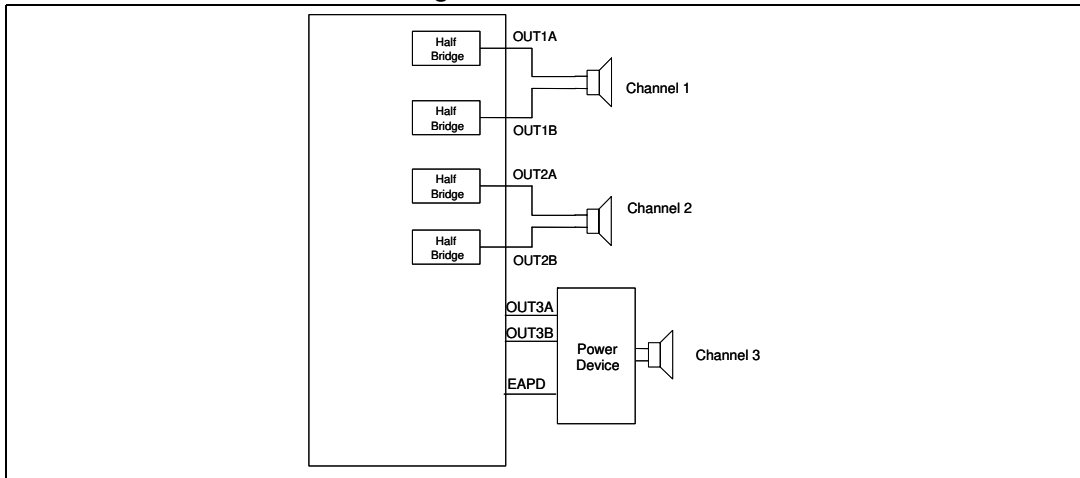 Half
Bridge
OUT1A
Channel 1
Half
Bridge
OUT1B
Half
Bridge
OUT2A
Channel 2
Half
Bridge
OUT2B
OUT3A
OUT3B
Power
Device
Channel 3
EAPD